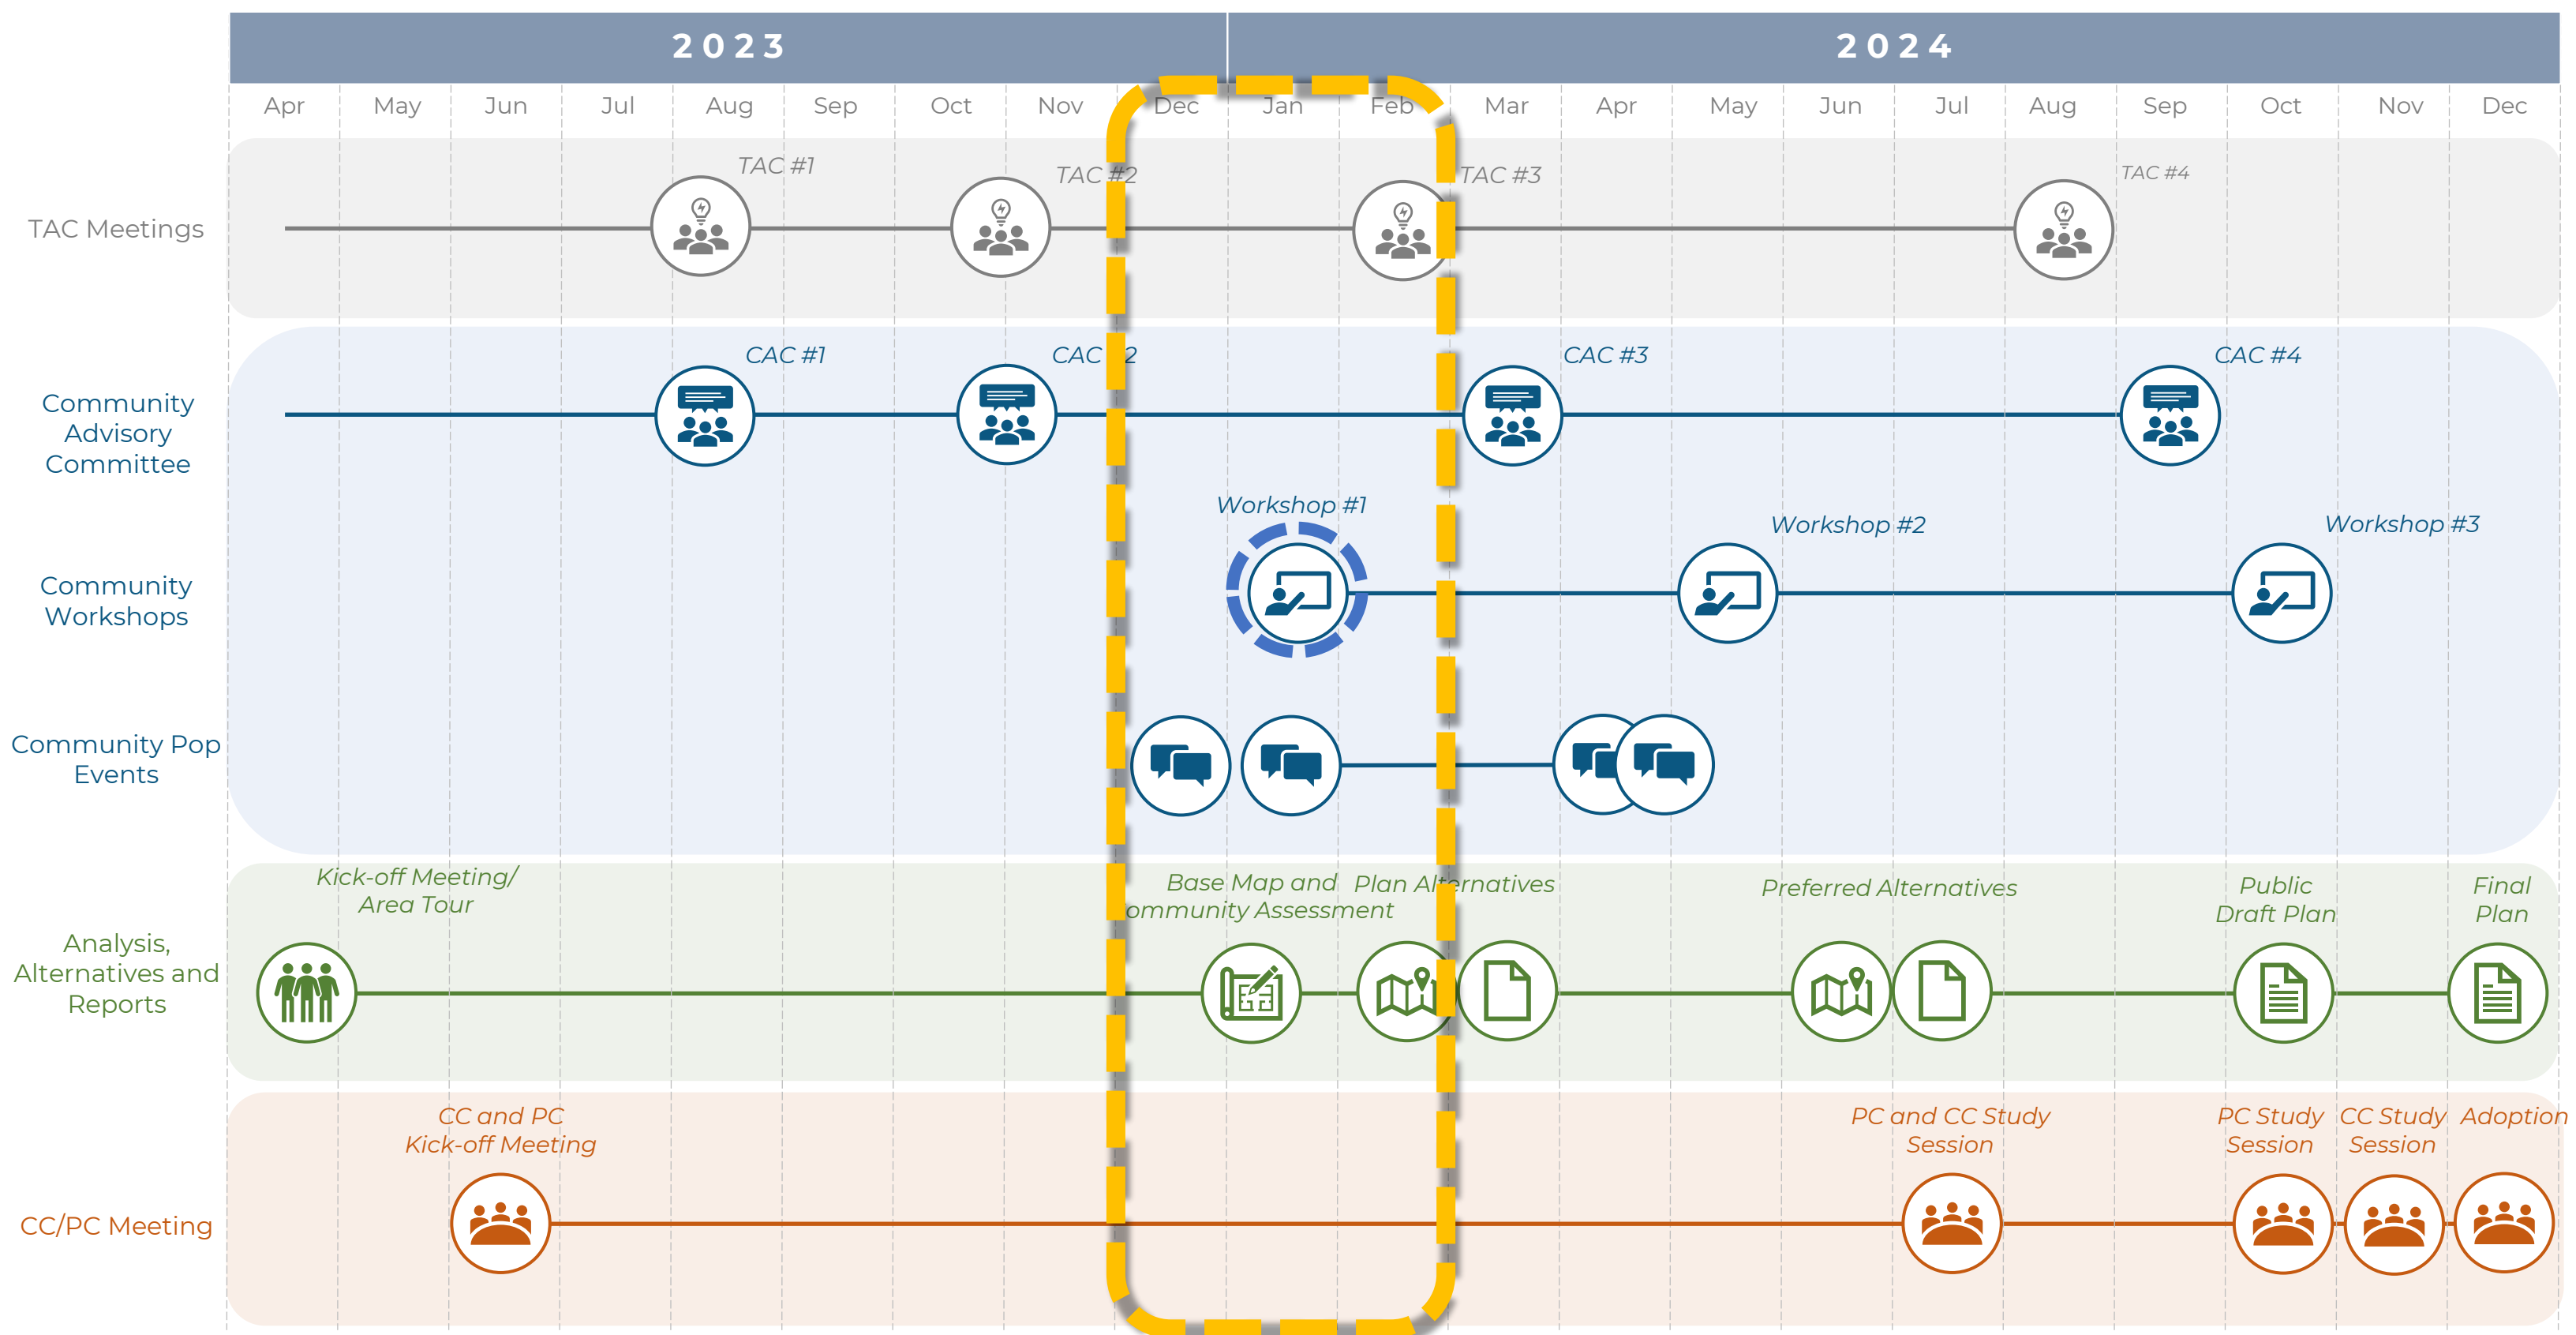 2023
2024
Apr May Jun Jul Aug Sep Oct Nov Dec Jan Feb Mar Apr May Jun Jul Aug Sep Oct Nov Dec
TAC Meetings
TAC #1
TAC #2
TAC #3
TAC #4
Community
Advisory
Committee
CAC #1
CAC 2
CAC #3
CAC #4
Community
Workshops
Workshop #1
Workshop #2
Workshop #3
Community Pop
Events
Analysis,
Alternatives and
Reports
Kick-off Meeting/
Area Tour
Base Map and
ommunity Assessment
Plan Alternatives
Preferred Alternatives
Public
Draft Plan
Final
Plan
CC/PC Meeting
CC and PC
Kick-off Meeting
PC and CC Study
Session
PC Study
Session
CC Study
Session
Adoption